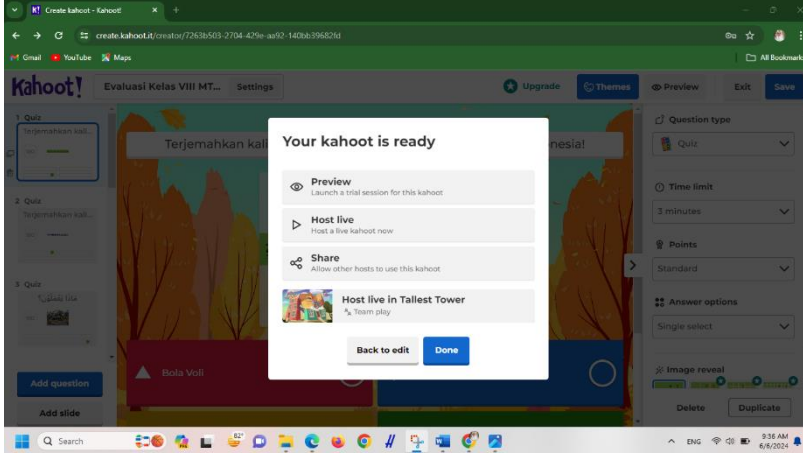 Create kahoot - Kahoot!
create.kahoot.it/creator/7263b503-2704-429e-aa92-140bb39682fd
Gmail YouTube Maps
All Bookmarks
Kahoot!
Evaluasi Kelas VIII MT...
Settings
Upgrade
Themes
Preview
Exit
Save
1 Quiz
Terjemahkan kali...
2 Quiz
Terjemahkan kali...
3 Quiz
Add question
Add slide
Terjemahkan kali
nesia!
Bola Voli
Your kahoot is ready
Preview
Launch a trial session for this kahoot
Host live
Host a live kahoot now
Share
Allow other hosts to use this kahoot
Host live in Tallest Tower
Team play
Back to edit
Done
Question type
Quiz
Time limit
3 minutes
Points
Standard
Answer options
Single select
Image reveal
Delete
Duplicate
Search
82°
ENG
9:36 AM
6/6/2024